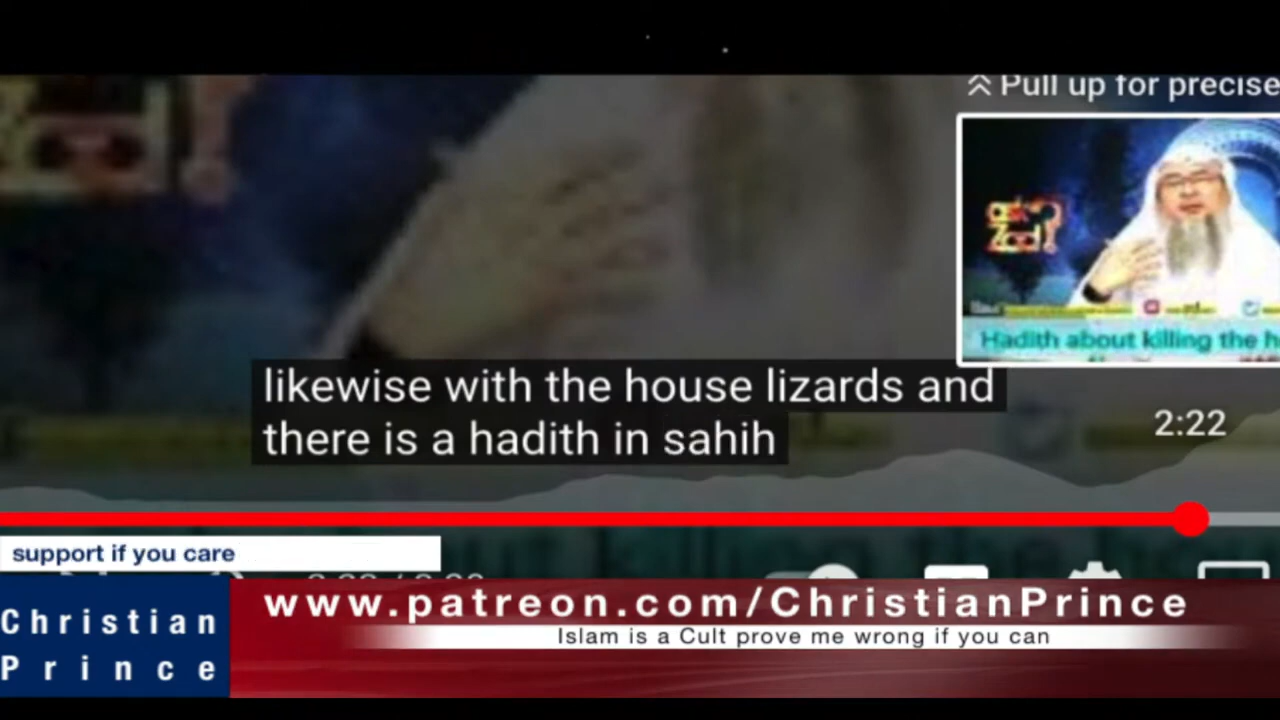 Pull up for precise
Hadith about killing the h
likewise with the house lizards and
there is a hadith in sahih
2:22
support if you care
Christian
Prince
www.patreon.com/ChristianPrince
Islam is a Cult prove me wrong if you can